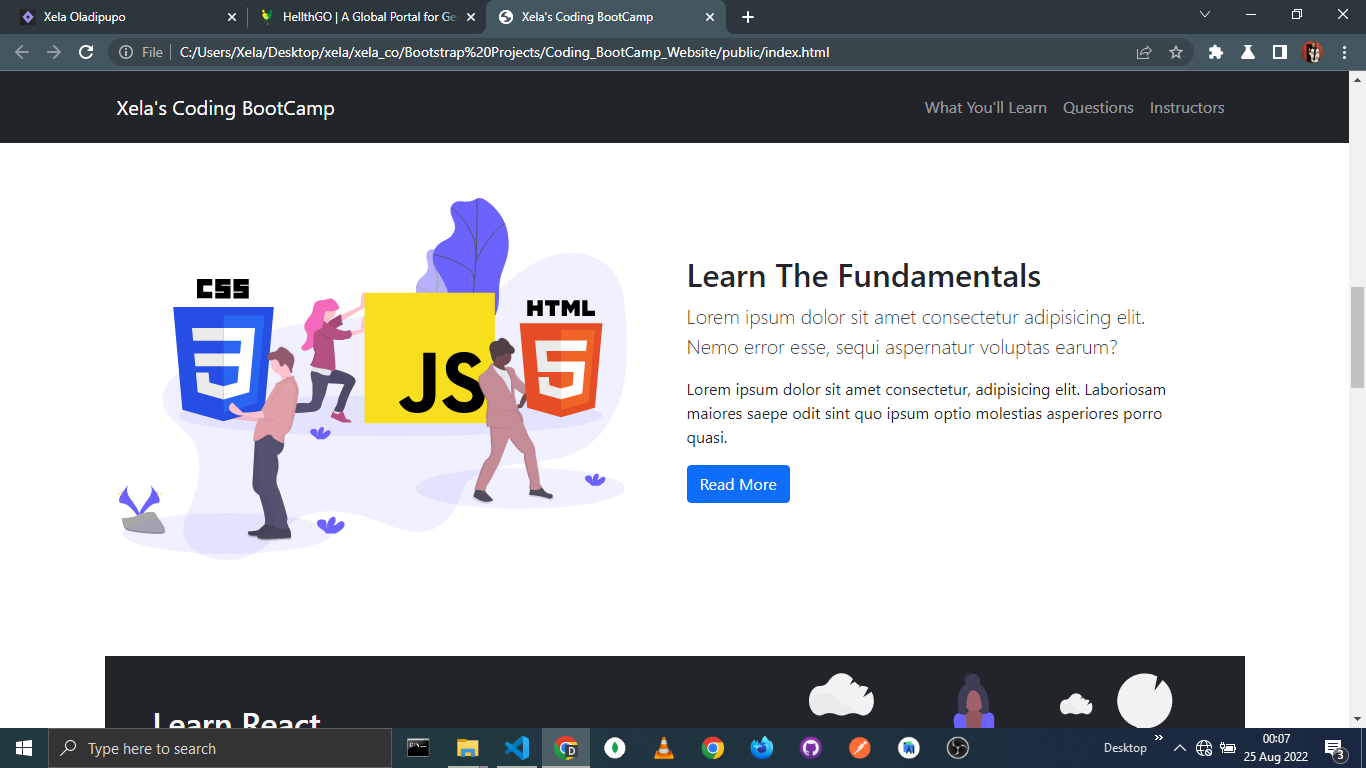 Xela Oladipupo
HellthGO | A Global Portal for Ge
Xela's Coding BootCamp
File
C:/Users/Xela/Desktop/xela/xela_co/Bootstrap%20Projects/Coding_BootCamp_Website/public/index.html
Xela's Coding BootCamp
What You'll Learn
Questions
Instructors
CSS
JS
HTML
Learn The Fundamentals
Lorem ipsum dolor sit amet consectetur adipisicing elit.
Nemo error esse, sequi aspernatur voluptas earum?
Lorem ipsum dolor sit amet consectetur, adipisicing elit. Laboriosam
maiores saepe odit sint quo ipsum optio molestias asperiores porro
quasi.
Read More
Learn React
Type here to search
D
Desktop
00:07
25 Aug 2022
3